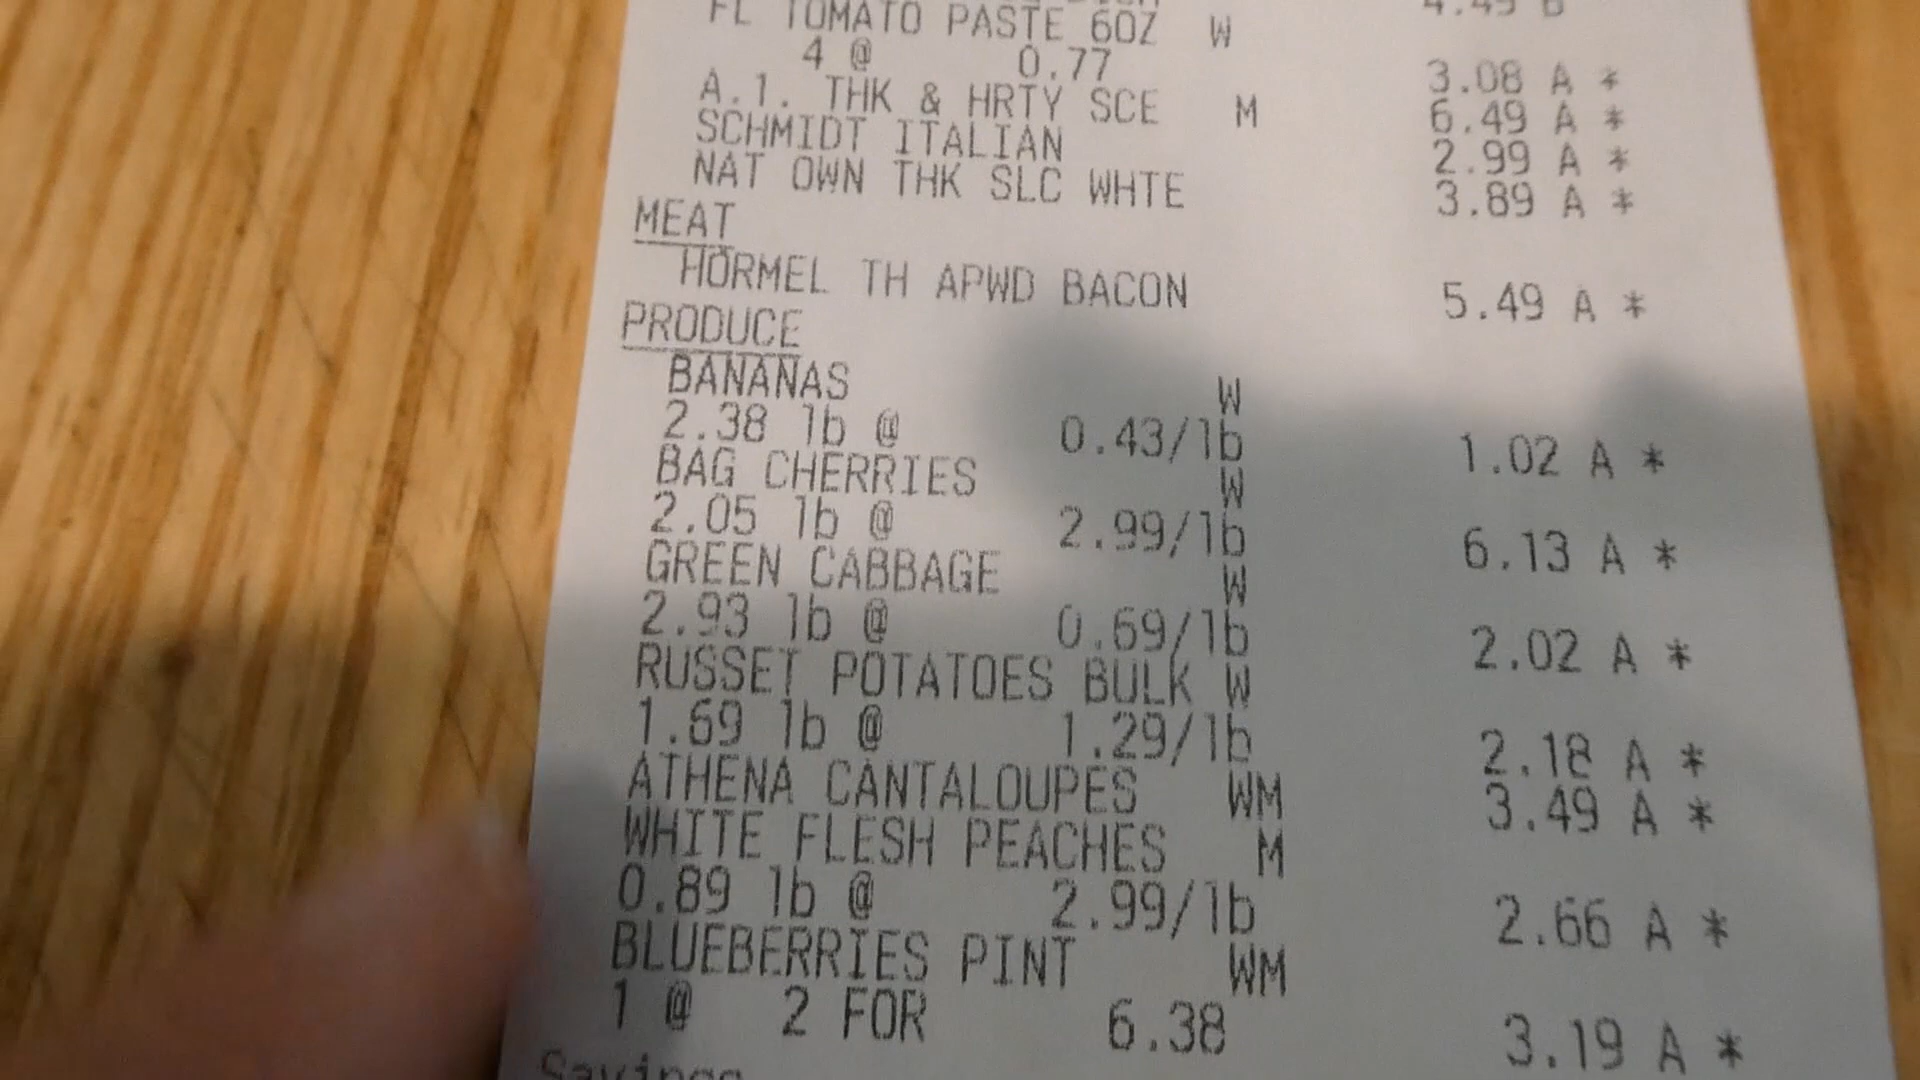 FL TOMATO PASTE 6OZ W
4 @ 0.77 3.08 A *
A.1. THK & HRTY SCE M 6.49 A *
SCHMIDT ITALIAN 2.99 A *
NAT OWN THK SLC WHTE 3.89 A *
MEAT
HORMEL TH APWD BACON 5.49 A *
PRODUCE
BANANAS W
2.38 lb @ 0.43/lb 1.02 A *
BAG CHERRIES W
2.05 lb @ 2.99/lb 6.13 A *
GREEN CABBAGE W
2.93 lb @ 0.69/lb 2.02 A *
RUSSET POTATOES BULK W
1.69 lb @ 1.29/lb 2.18 A *
ATHENA CANTALOUPES WM 3.49 A *
WHITE FLESH PEACHES M
0.89 lb @ 2.99/lb 2.66 A *
BLUEBERRIES PINT WM
1 @ 2 FOR 6.38 3.19 A *
Savings